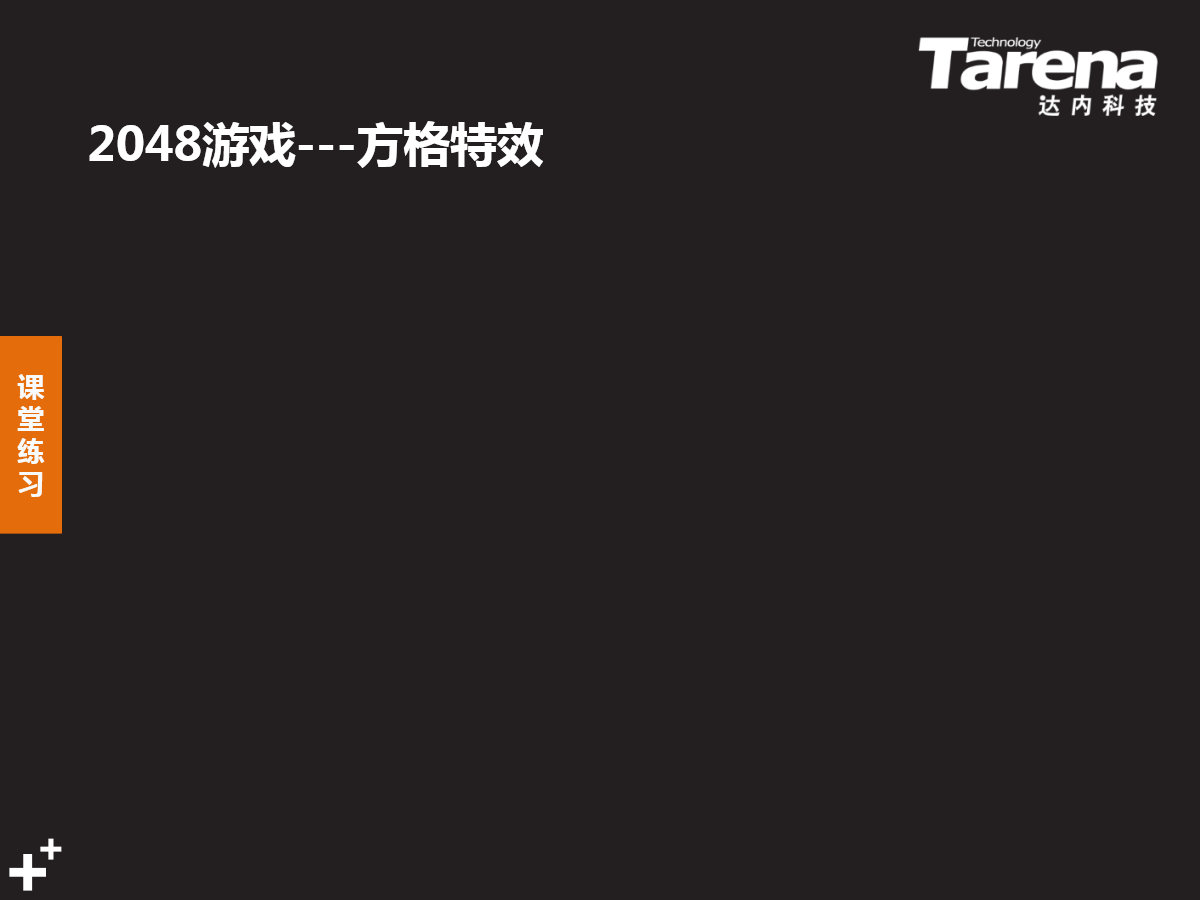 Technology
Tarena
达内科技
2048游戏---方格特效
课
堂
练
习